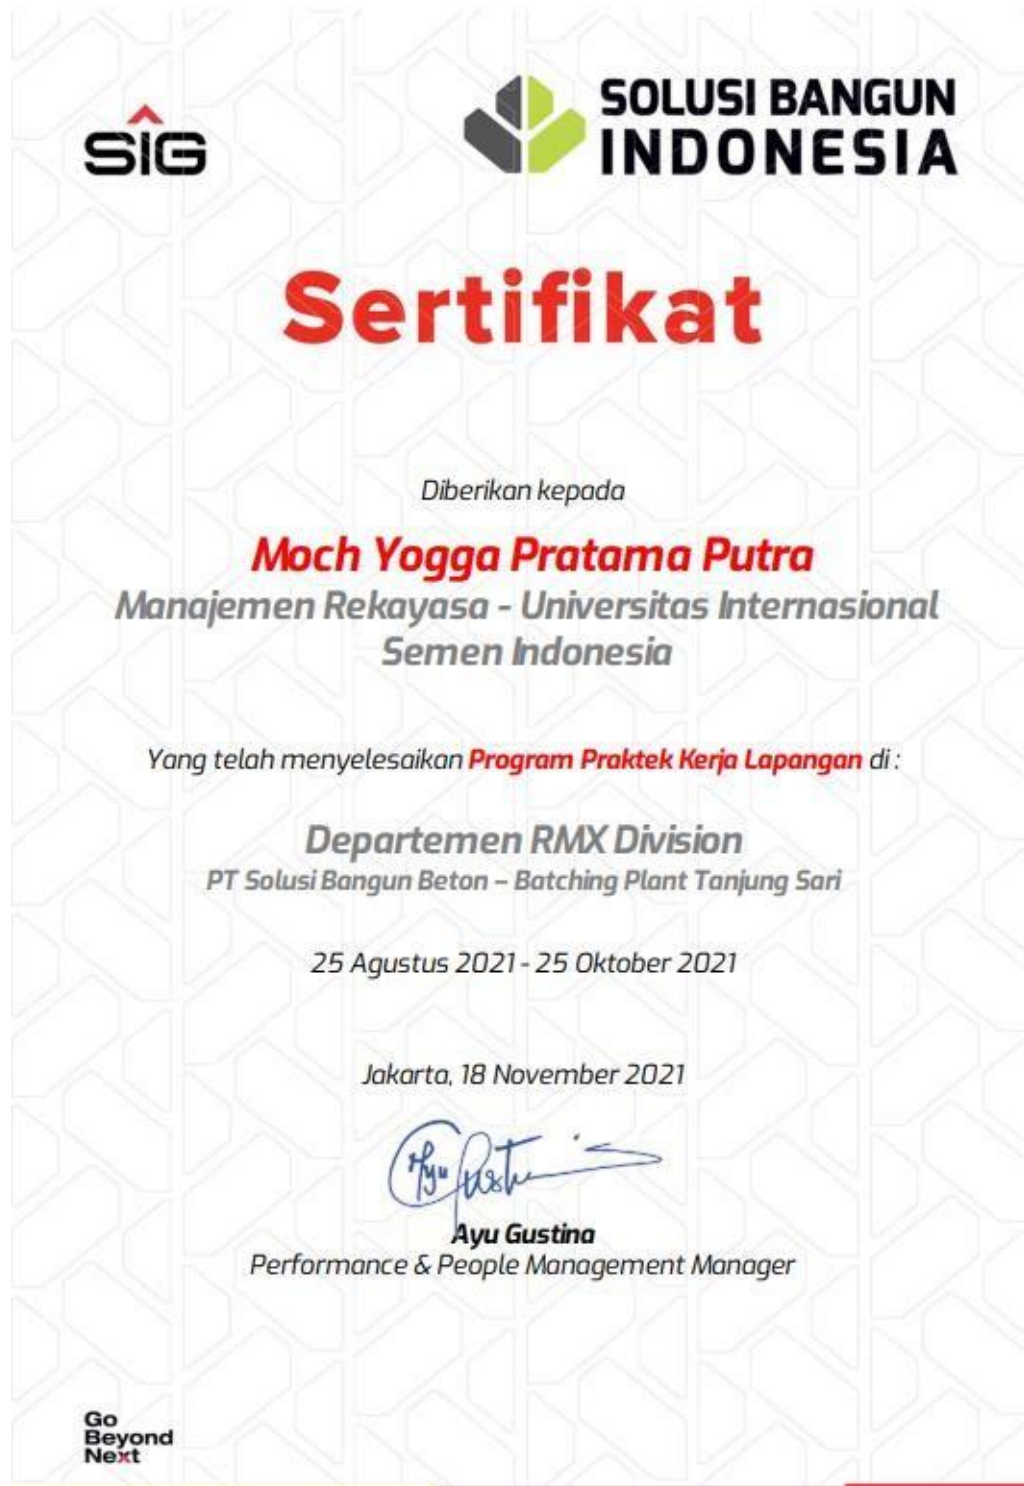 SIG
SOLUSI BANGUN
INDONESIA
Sertifikat
Diberikan kepada
Moch Yogga Pratama Putra
Manajemen Rekayasa - Universitas Internasional
Semen Indonesia
Yang telah menyelesaikan Program Praktek Kerja Lapangan di :
Departemen RMX Division
PT Solusi Bangun Beton – Batching Plant Tanjung Sari
25 Agustus 2021 - 25 Oktober 2021
Jakarta, 18 November 2021
Ayu Gustina
Ayu Gustina
Performance & People Management Manager
Go
Beyond
Next